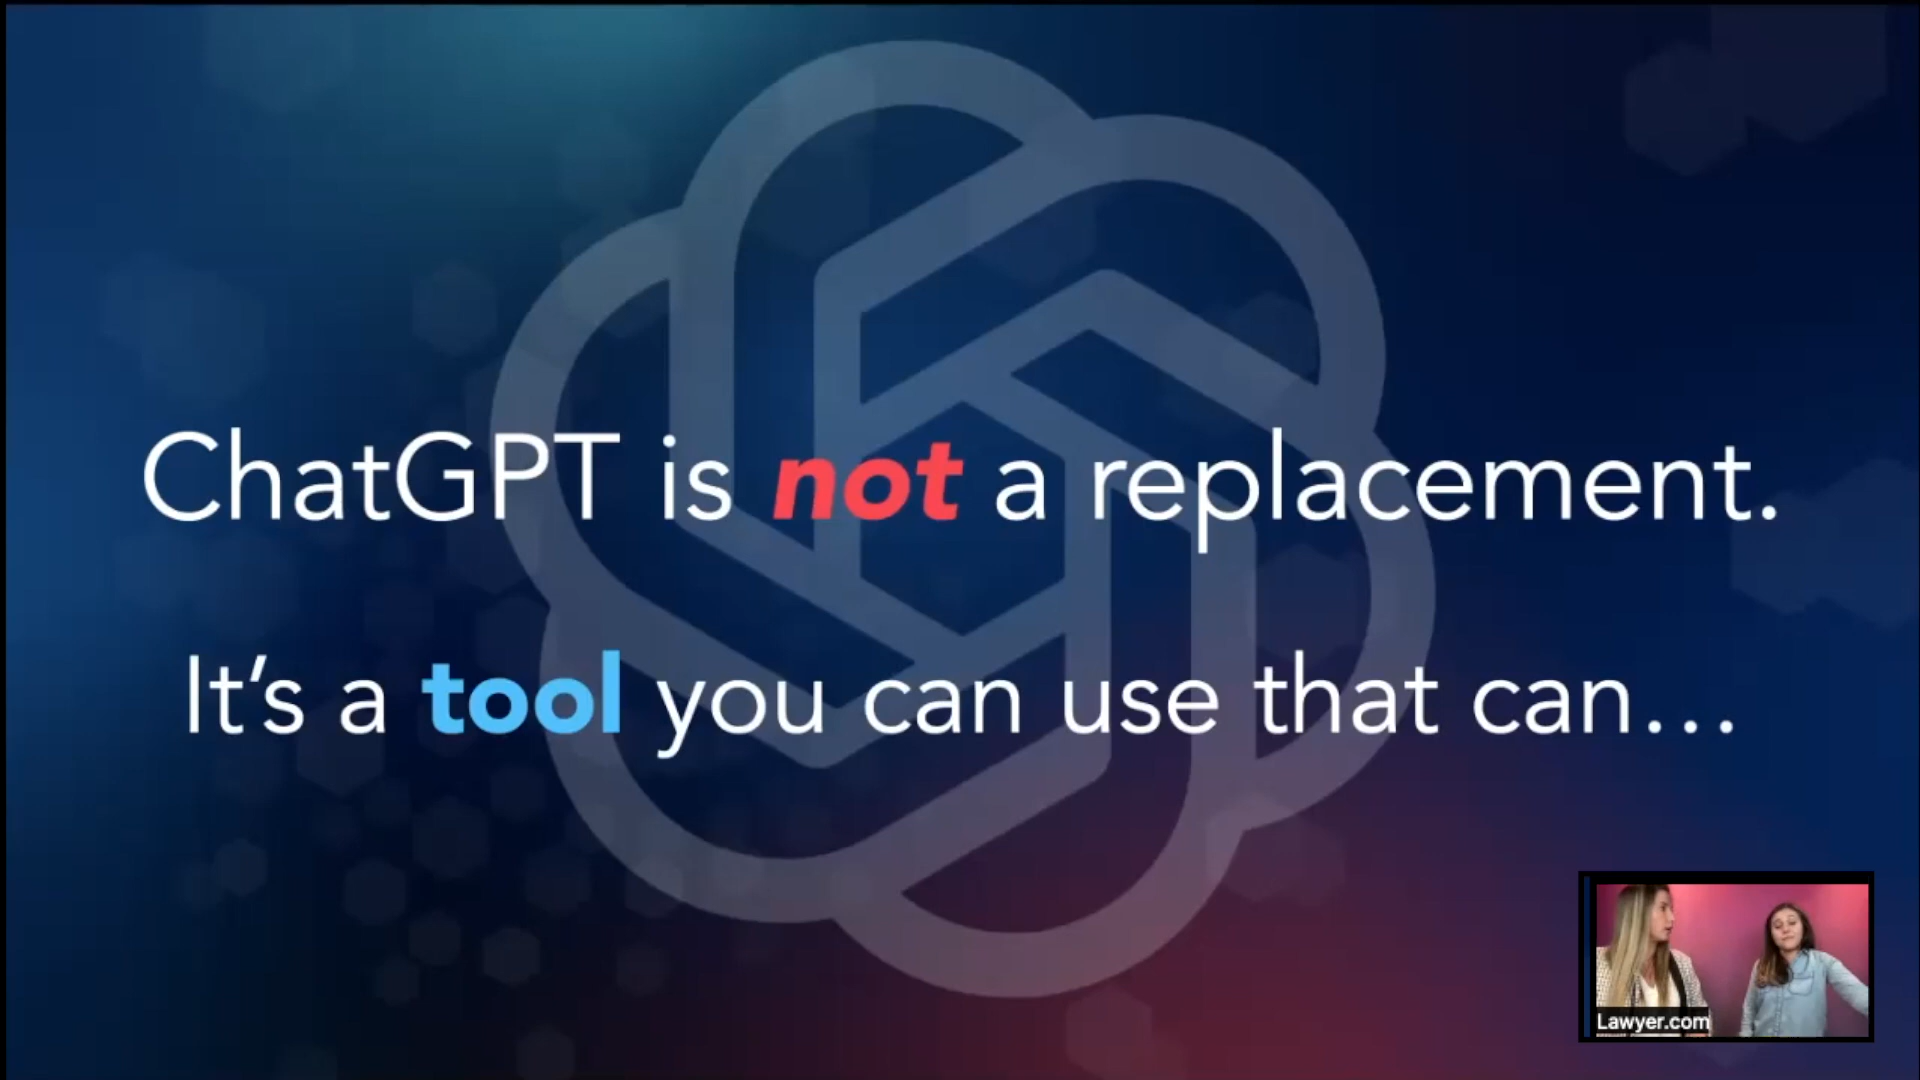 ChatGPT is not a replacement.
It’s a tool you can use that can…
Lawyer.com